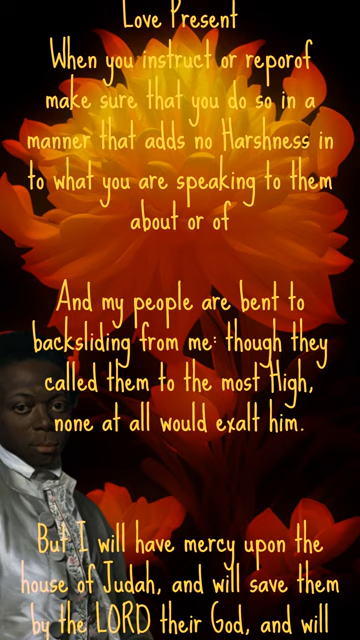 Love Present
When you instruct or reporof
make sure that you do so in a
manner that adds no Harshness in
to what you are speaking to them
about or of
And my people are bent to
backsliding from me: though they
called them to the most High,
none at all would exalt him.
But I will have mercy upon the
house of Judah, and will save them
by the LORD their God, and will